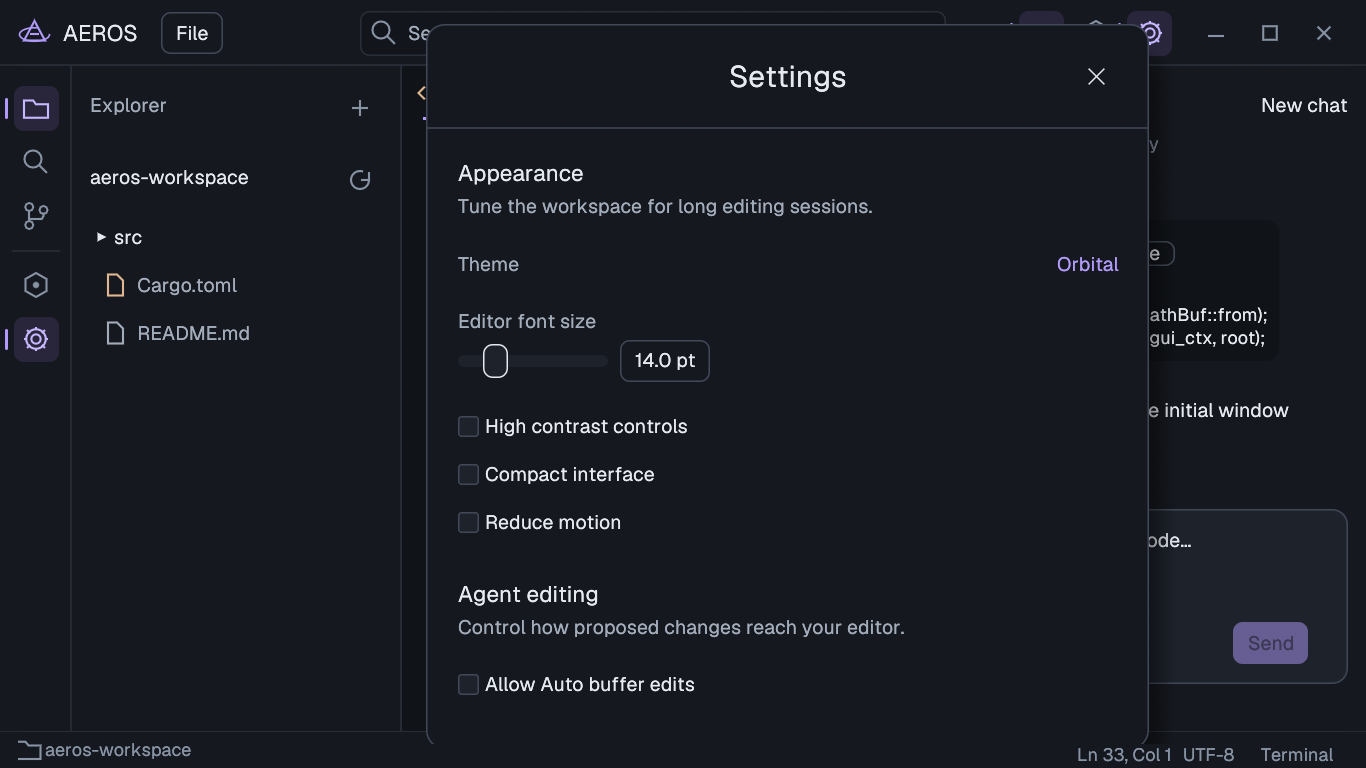 AEROS
File
Settings
Explorer
New chat
aeros-workspace
Appearance
Tune the workspace for long editing sessions.
src
Theme
Orbital
Cargo.toml
athBuf::from);
Editor font size
README.md
gui_ctx, root);
14.0 pt
initial window
High contrast controls
Compact interface
Reduce motion
ode…
Agent editing
Control how proposed changes reach your editor.
Send
Allow Auto buffer edits
aeros-workspace
Ln 33, Col 1 UTF-8 Terminal